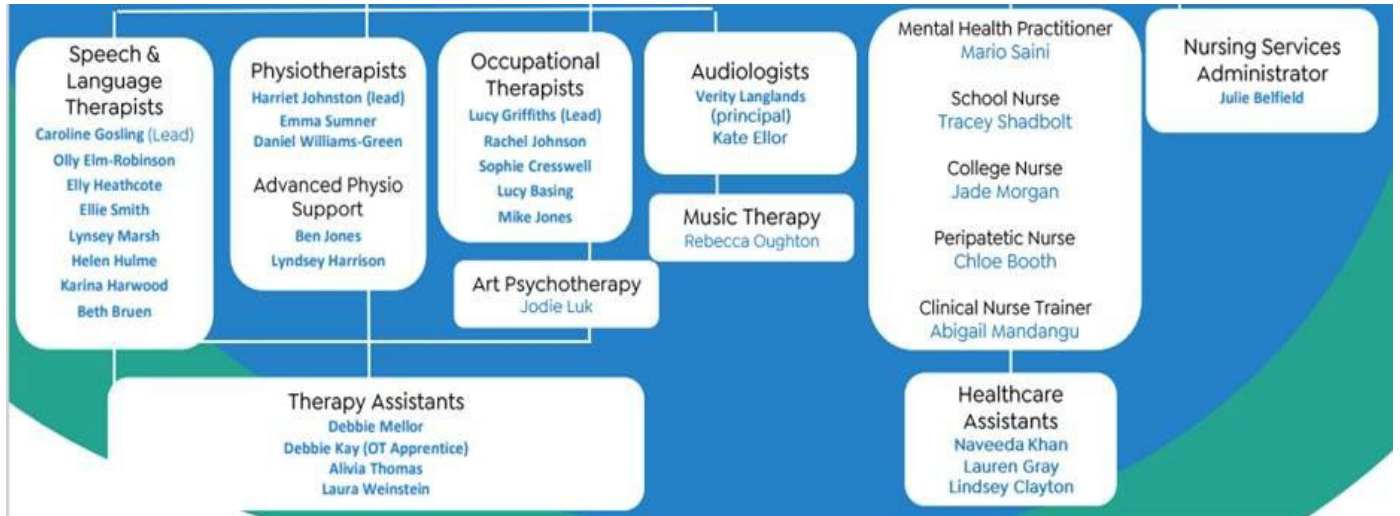 Speech &
Language
Therapists
Caroline Gosling (Lead)
Olly Elm-Robinson
Elly Heathcote
Ellie Smith
Lynsey Marsh
Helen Hulme
Karina Harwood
Beth Bruen
Physiotherapists
Harriet Johnston (lead)
Emma Sumner
Daniel Williams-Green
Advanced Physio
Support
Ben Jones
Lyndsey Harrison
Occupational
Therapists
Lucy Griffiths (Lead)
Rachel Johnson
Sophie Cresswell
Lucy Basing
Mike Jones
Art Psychotherapy
Jodie Luk
Audiologists
Verity Langlands
(principal)
Kate Ellor
Music Therapy
Rebecca Oughton
Mental Health Practitioner
Mario Saini
School Nurse
Tracey Shadbolt
College Nurse
Jade Morgan
Peripatetic Nurse
Chloe Booth
Clinical Nurse Trainer
Abigail Mandangu
Nursing Services
Administrator
Julie Belfield
Therapy Assistants
Debbie Mellor
Debbie Kay (OT Apprentice)
Alivia Thomas
Laura Weinstein
Healthcare
Assistants
Naveeda Khan
Lauren Gray
Lindsey Clayton